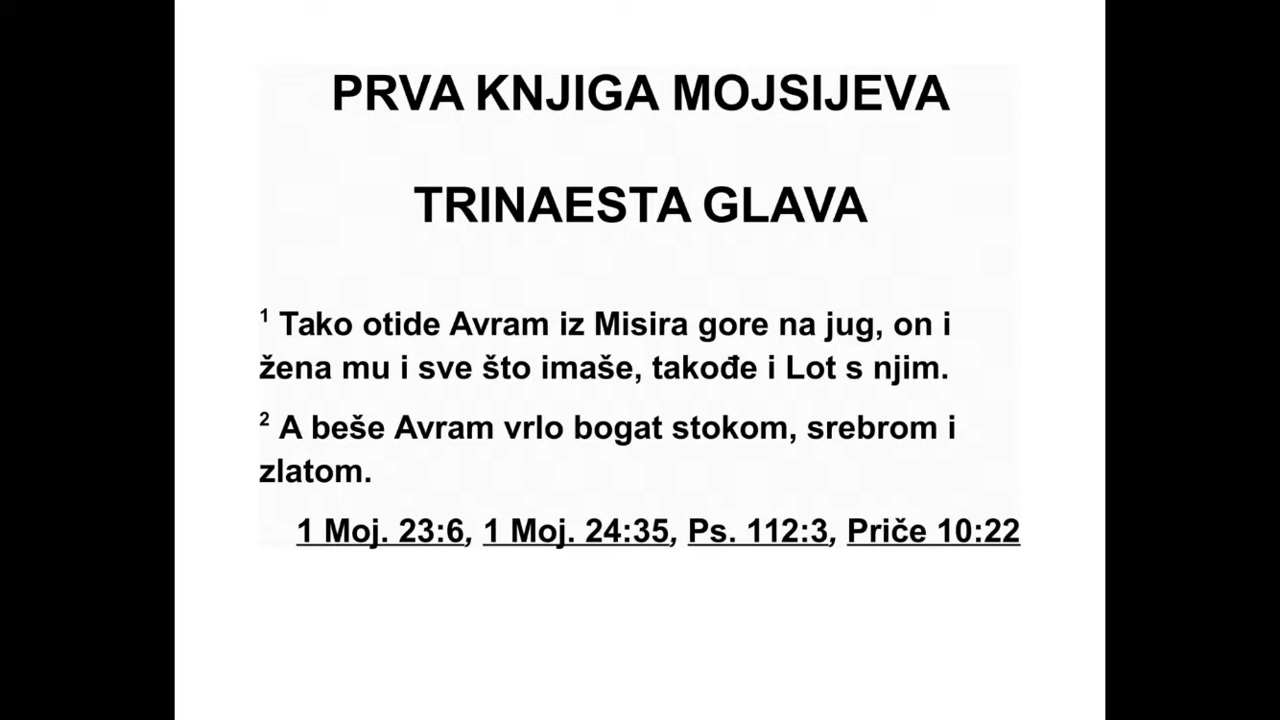 PRVA KNJIGA MOJSIJEVA
TRINAESTA GLAVA
1 Tako otide Avram iz Misira gore na jug, on i
žena mu i sve što imaše, takođe i Lot s njim.
2 A beše Avram vrlo bogat stokom, srebrom i
zlatom.
1 Moj. 23:6, 1 Moj. 24:35, Ps. 112:3, Priče 10:22